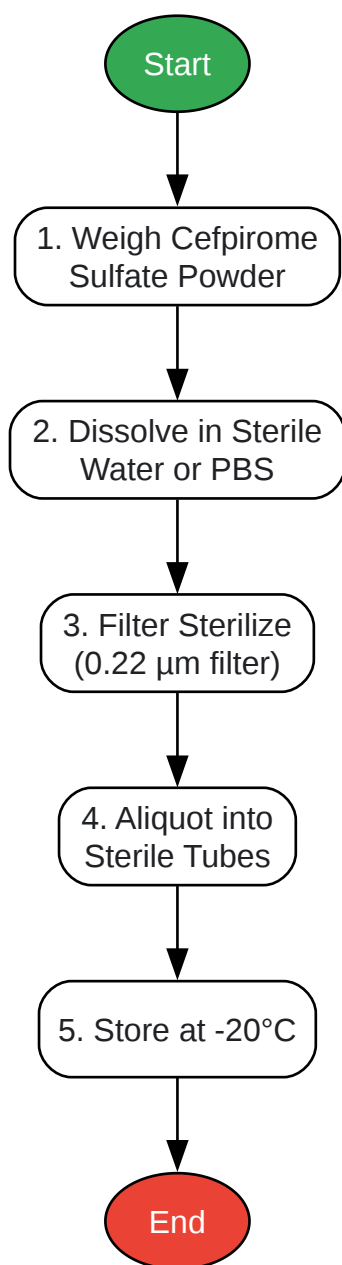 Start
1. Weigh Cefpirome
Sulfate Powder
2. Dissolve in Sterile
Water or PBS
3. Filter Sterilize
(0.22 µm filter)
4. Aliquot into
Sterile Tubes
5. Store at -20°C
End